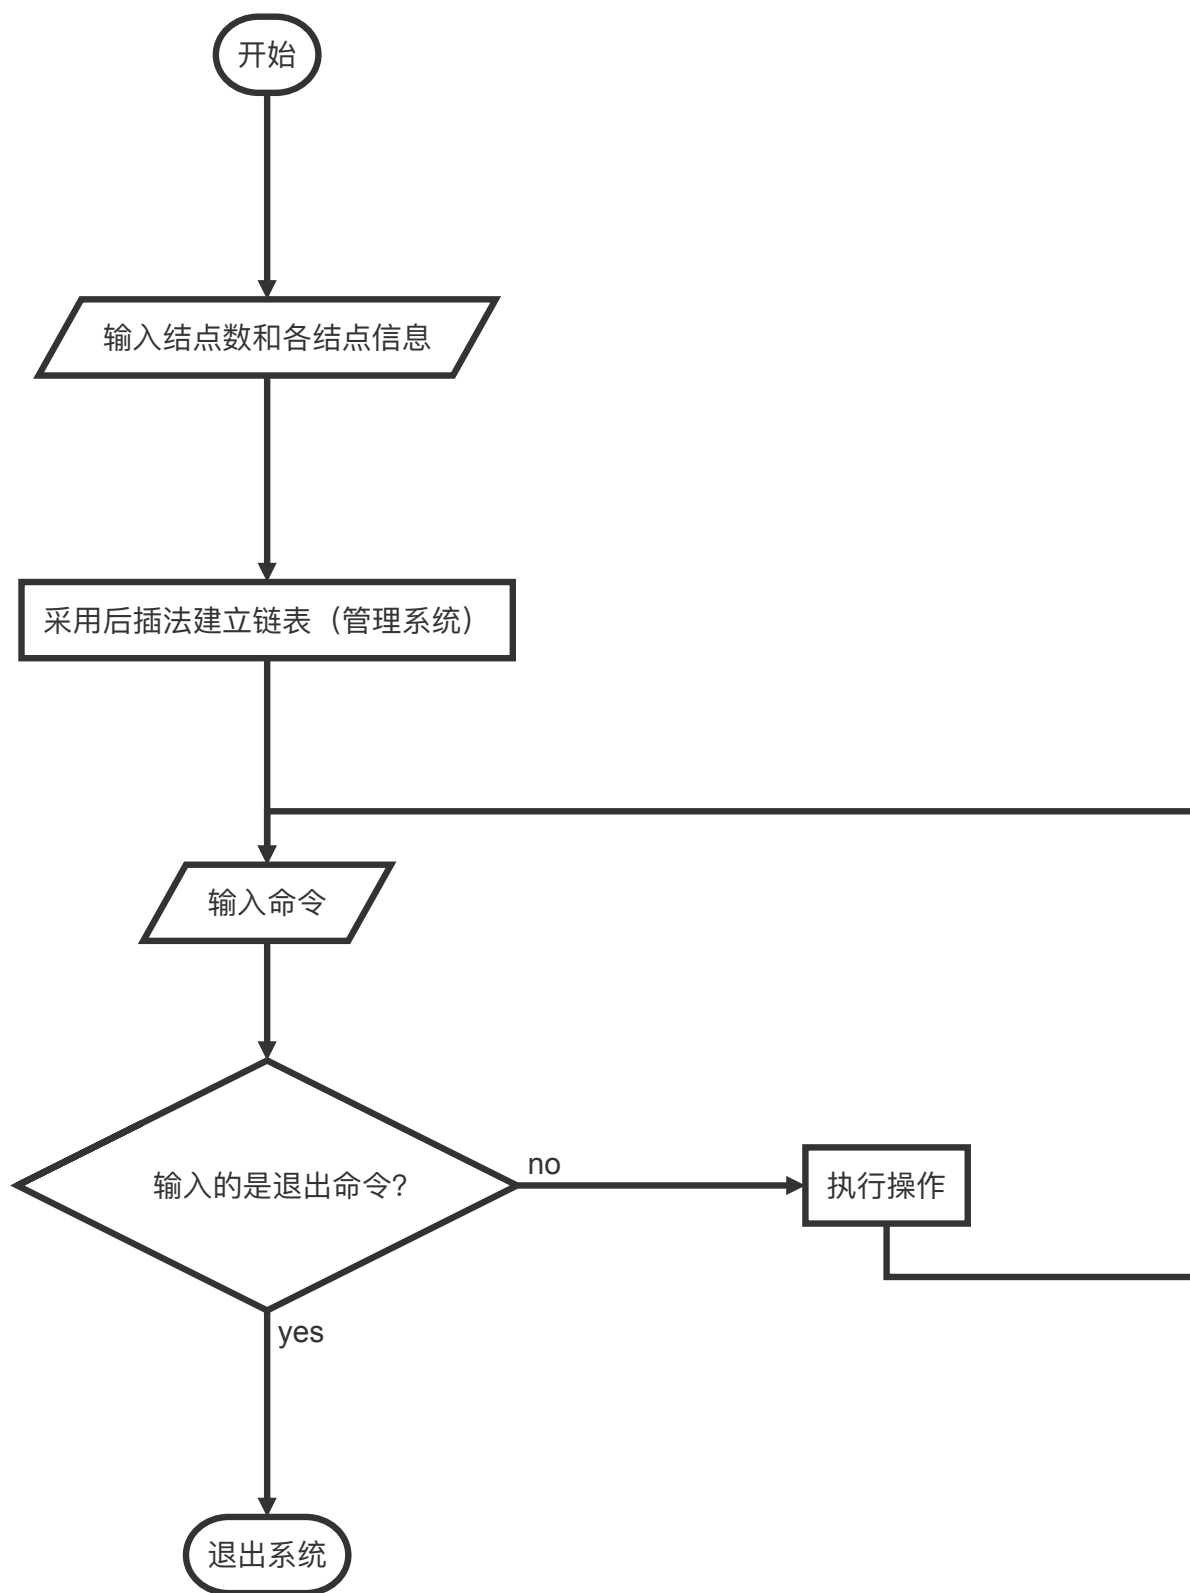 开始
输入结点数和各结点信息
采用后插法建立链表（管理系统）
输入命令
输入的是退出命令?
no
执行操作
yes
退出系统